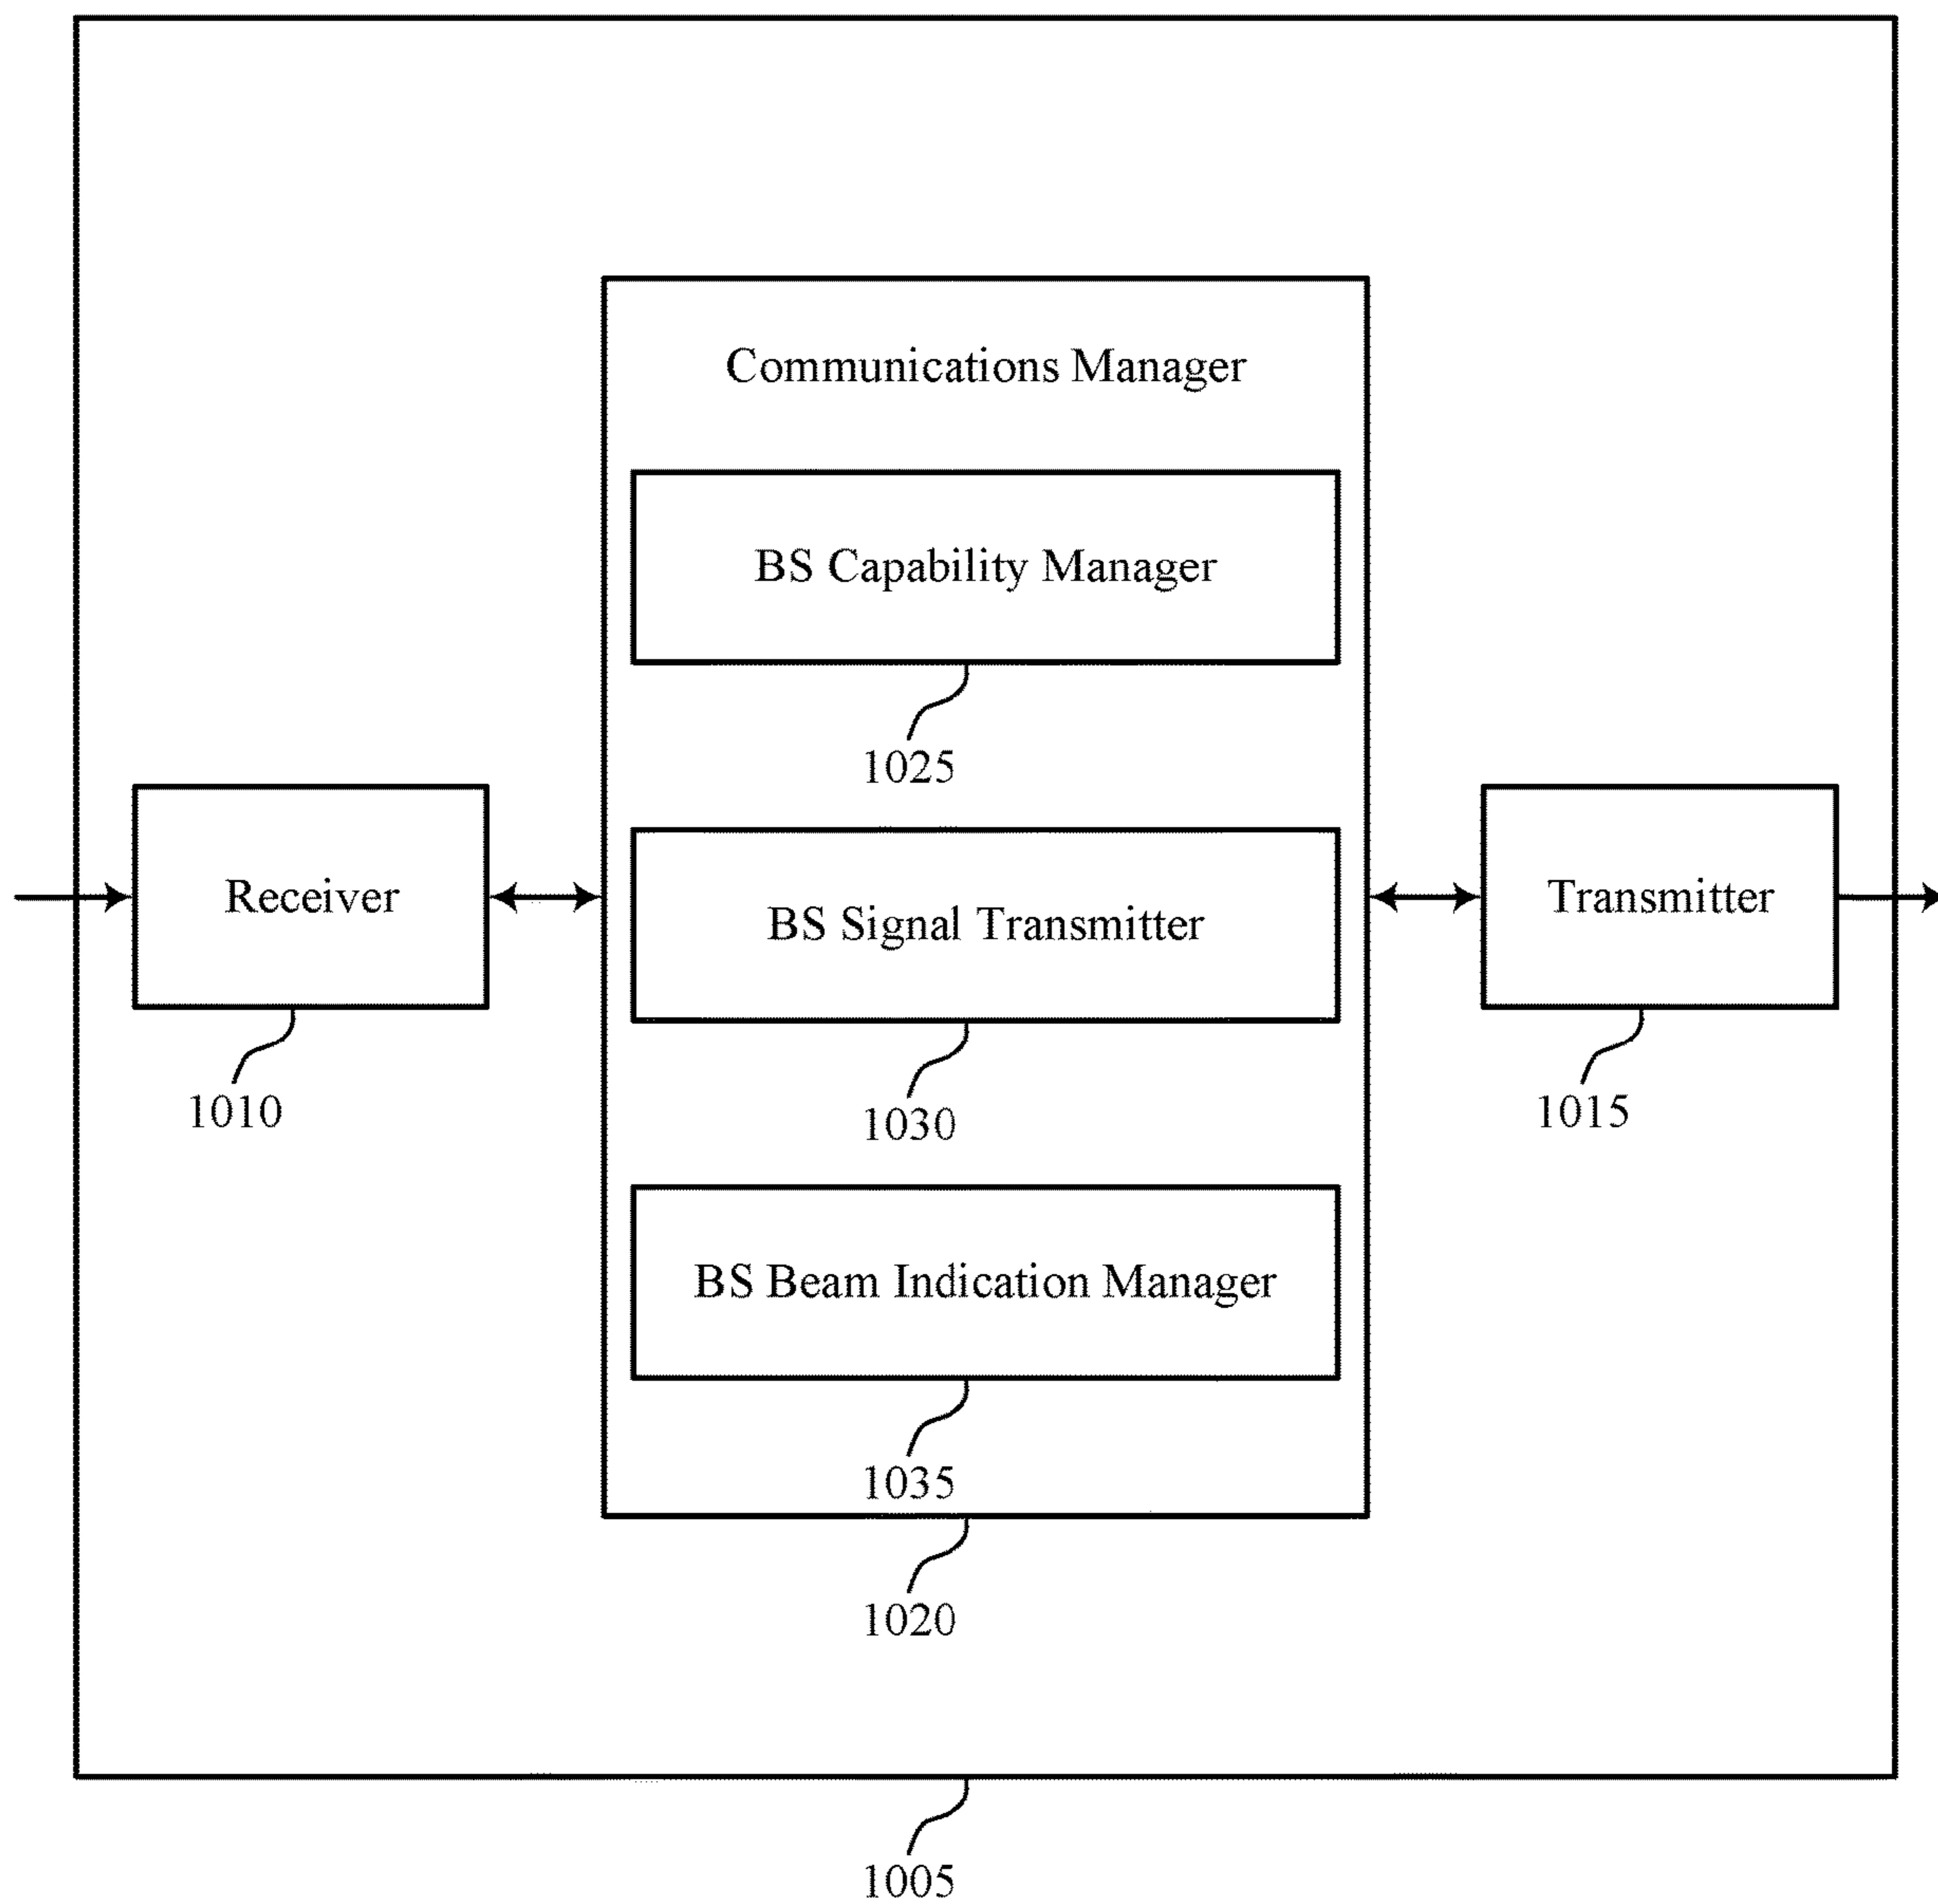 Communications Manager
BS Capability Manager
1025
Receiver
1010
BS Signal Transmitter
1030
Transmitter
1015
BS Beam Indication Manager
1035
1020
1005